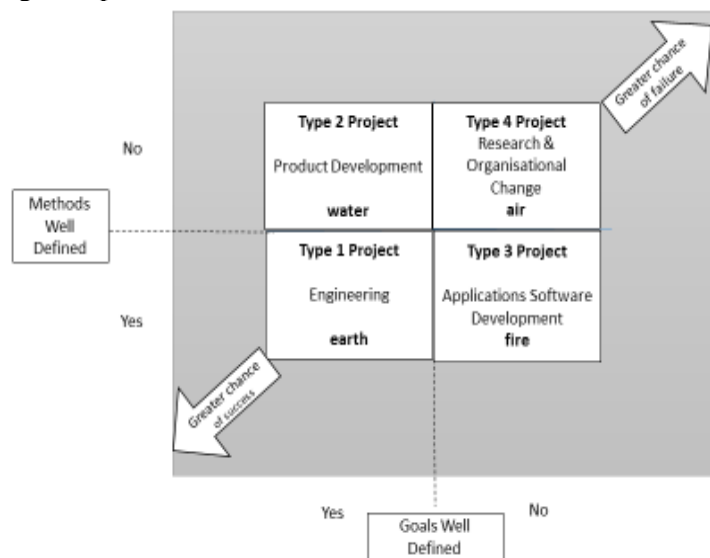 Greater chance
of failure
Type 2 Project
Product Development
water
Type 4 Project
Research &
Organisational
Change
air
No
Methods
Well
Defined
Type 1 Project
Engineering
earth
Type 3 Project
Applications Software
Development
fire
Yes
Greater chance
of success
Yes
No
Goals Well
Defined